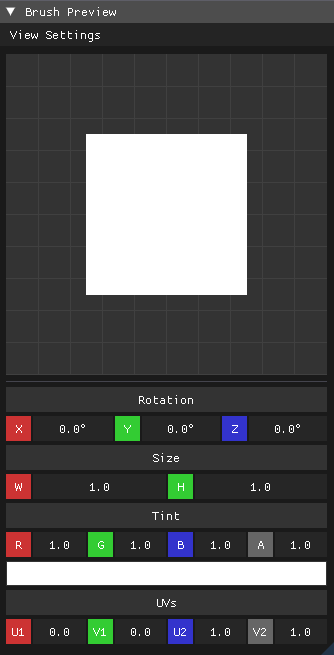 Brush Preview
View Settings
Rotation
X 0.0° Y 0.0° Z 0.0°
Size
W 1.0 H 1.0
Tint
R 1.0 G 1.0 B 1.0 A 1.0
UVs
U1 0.0 V1 0.0 U2 1.0 V2 1.0